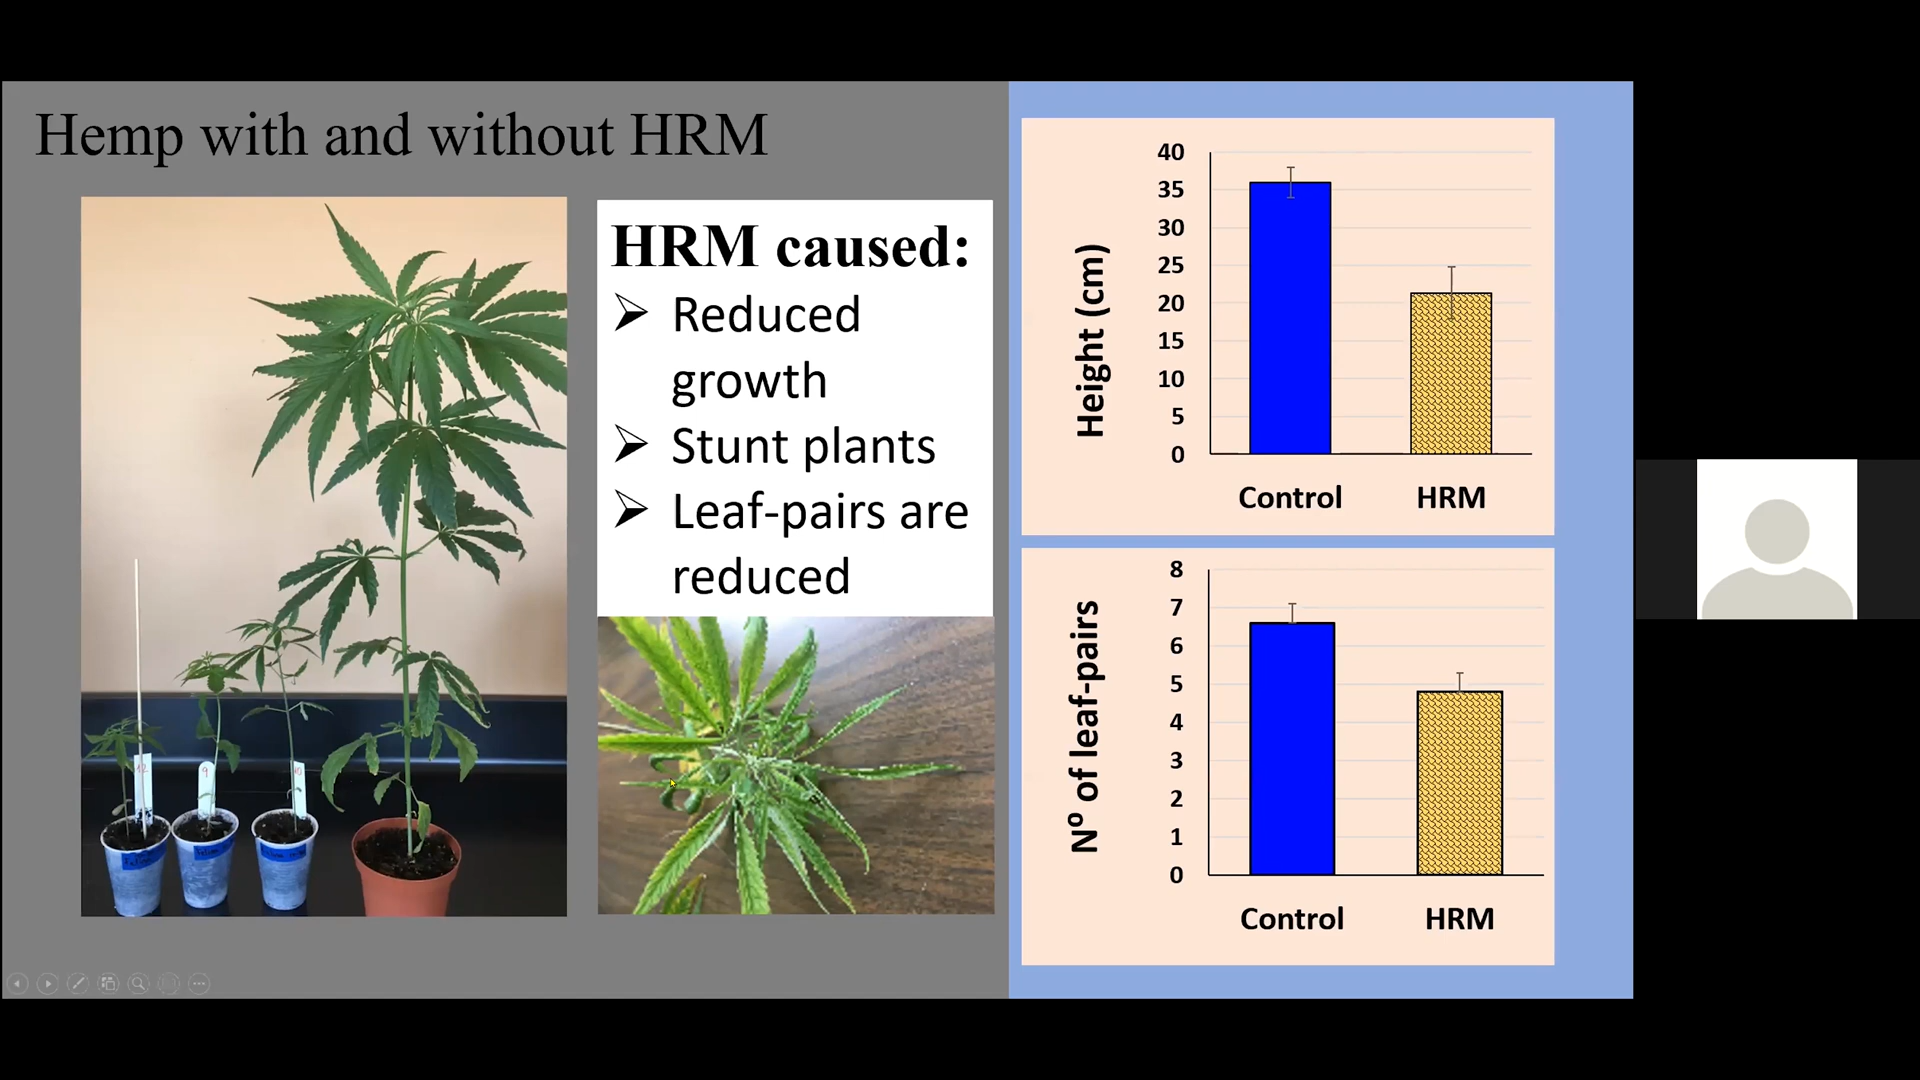 Hemp with and without HRM
HRM caused:
➢ Reduced
growth
➢ Stunt plants
➢ Leaf-pairs are
reduced
Height (cm)
40
35
30
25
20
15
10
5
0
Control HRM
Nº of leaf-pairs
8
7
6
5
4
3
2
1
0
Control HRM
12
9